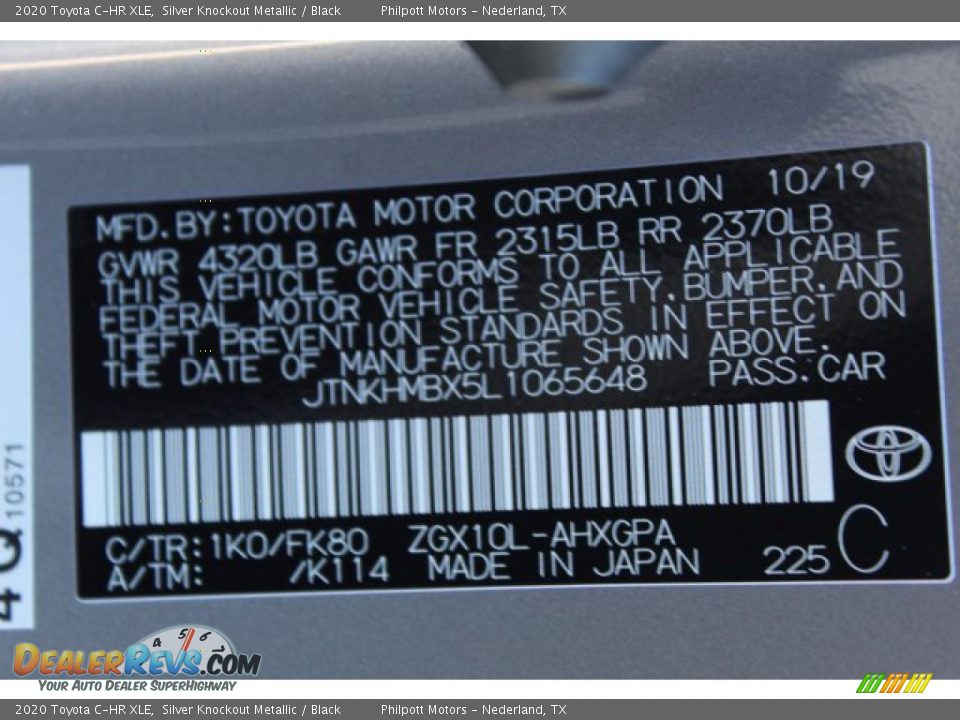 2020 Toyota C-HR XLE, Silver Knockout Metallic / Black Philpott Motors - Nederland, TX
MFD. BY: TOYOTA MOTOR CORPORATION 10/19
GVWR 4320LB GAWR FR 2315LB RR 2370LB
THIS VEHICLE CONFORMS TO ALL APPLICABLE
FEDERAL MOTOR VEHICLE SAFETY, BUMPER, AND
THEFT PREVENTION STANDARDS IN EFFECT ON
THE DATE OF MANUFACTURE SHOWN ABOVE.
JTNKHMBX5L1065648 PASS. CAR
C/TR: 1K0/FK80 ZGX10L-AHXGPA
A/TM: /K114 MADE IN JAPAN 225 C
4Q10571
4 5 6
DealerRevs.com
Your Auto Dealer SuperHighway
2020 Toyota C-HR XLE, Silver Knockout Metallic / Black Philpott Motors - Nederland, TX